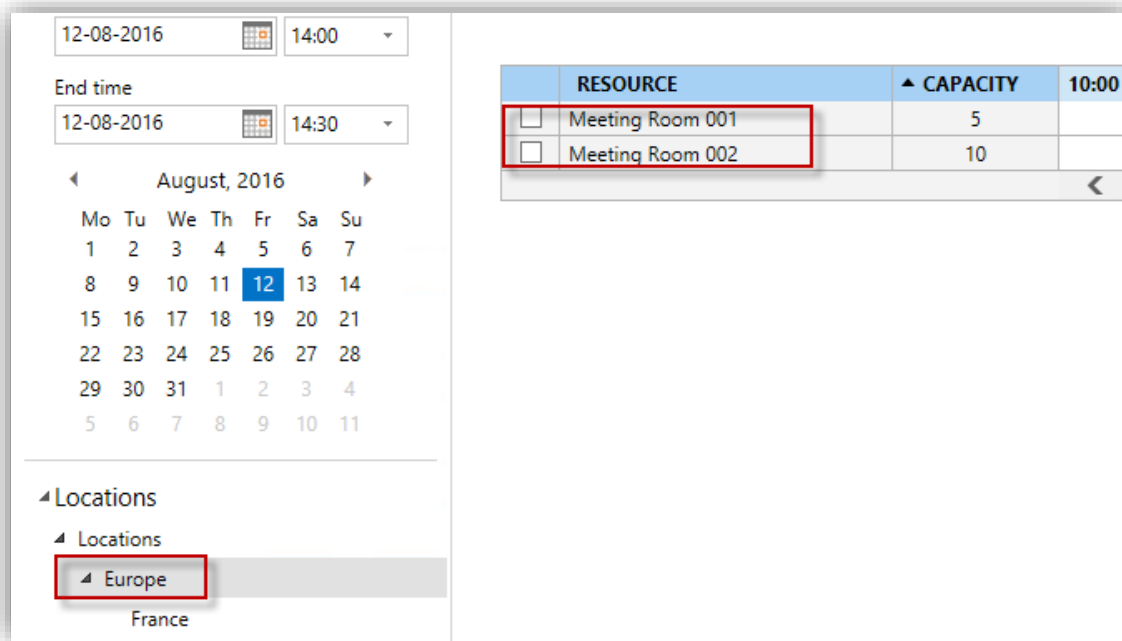 12-08-2016 14:00
End time
12-08-2016 14:30
August, 2016
Mo Tu We Th Fr Sa Su
1 2 3 4 5 6 7
8 9 10 11 12 13 14
15 16 17 18 19 20 21
22 23 24 25 26 27 28
29 30 31 1 2 3 4
5 6 7 8 9 10 11
Locations
Locations
Europe
France
RESOURCE CAPACITY 10:00
Meeting Room 001 5
Meeting Room 002 10